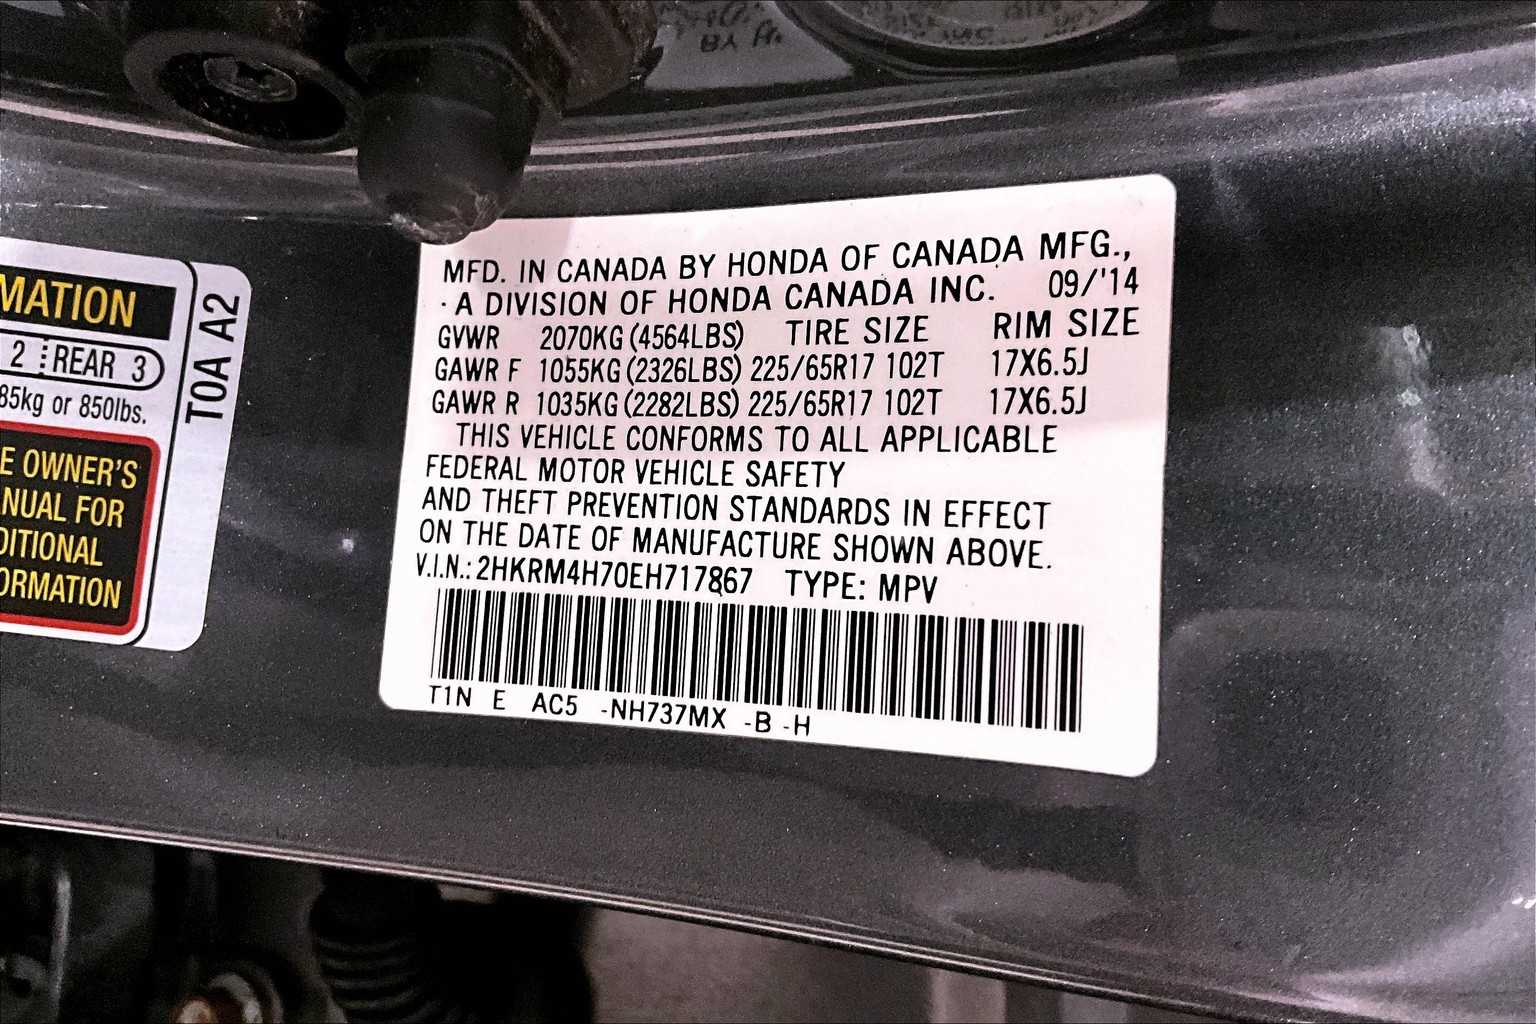 MATION
2 REAR 3
85kg or 850lbs.
E OWNER'S
NUAL FOR
DITIONAL
ORMATION
T0A A2
MFD. IN CANADA BY HONDA OF CANADA MFG.,
A DIVISION OF HONDA CANADA INC. 09/'14
GVWR 2070KG (4564LBS) TIRE SIZE RIM SIZE
GAWR F 1055KG (2326LBS) 225/65R17 102T 17X6.5J
GAWR R 1035KG (2282LBS) 225/65R17 102T 17X6.5J
THIS VEHICLE CONFORMS TO ALL APPLICABLE
FEDERAL MOTOR VEHICLE SAFETY
AND THEFT PREVENTION STANDARDS IN EFFECT
ON THE DATE OF MANUFACTURE SHOWN ABOVE.
V.I.N.: 2HKRM4H70EH717867 TYPE: MPV
T1N E AC5 -NH737MX -B -H